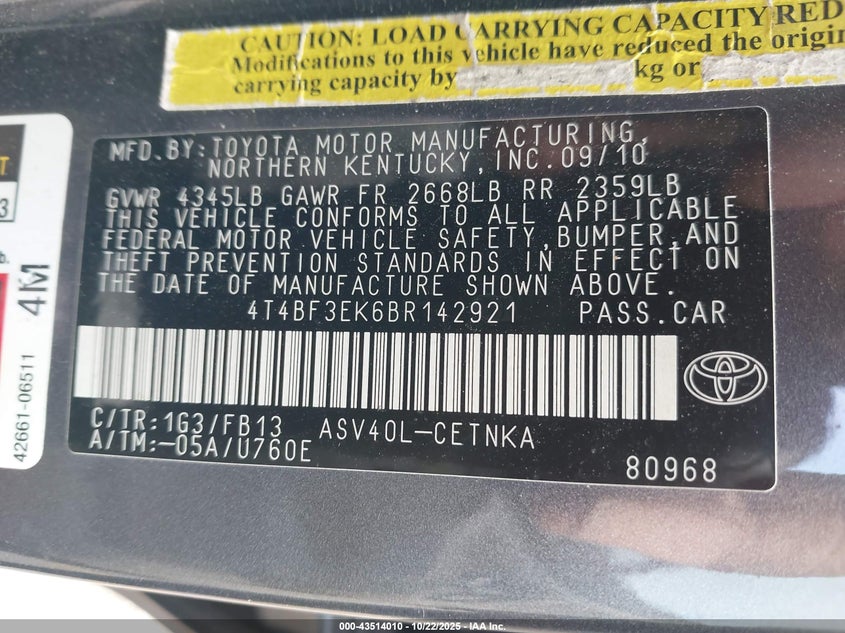 CAUTION: LOAD CARRYING CAPACITY RED
Modifications to this vehicle have reduced the origin
carrying capacity by kg or
MFD.BY: TOYOTA MOTOR MANUFACTURING,
NORTHERN KENTUCKY, INC. 09/10
GVWR 4345LB GAWR FR 2668LB RR 2359LB
THIS VEHICLE CONFORMS TO ALL APPLICABLE
FEDERAL MOTOR VEHICLE SAFETY, BUMPER, AND
THEFT PREVENTION STANDARDS IN EFFECT ON
THE DATE OF MANUFACTURE SHOWN ABOVE.
4T4BF3EK6BR142921 PASS.CAR
C/TR: 1G3/FB13 ASV40L-CETNKA
A/TM: -05A/U760E
80968
T
3
b.
4M
42661-06511
000-43514010 - 10/22/2025 - IAA Inc.